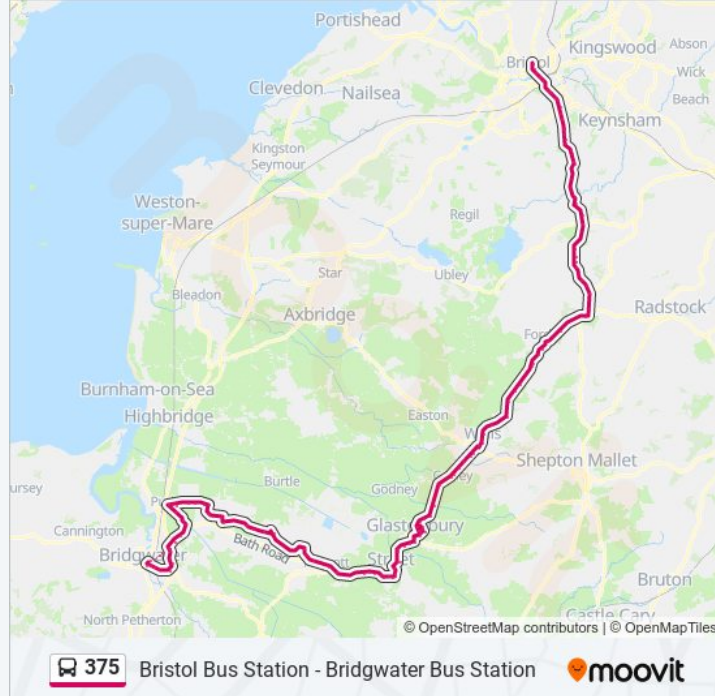 Portishead
Kingswood
Abson
Bristol
Wick
Clevedon
Nailsea
Beach
Keynsham
Kingston
Seymour
Weston-
super-Mare
Regil
Star
Ubley
Bleadon
Radstock
Axbridge
Burnham-on-Sea
Highbridge
Easton
Shepton Mallet
Burtle
Godney
Cannington
Bath Road
Street
Bridgwater
Bruton
North Petherton
Castle Cary
© OpenStreetMap contributors | © OpenMapTiles
375 Bristol Bus Station - Bridgwater Bus Station moovit